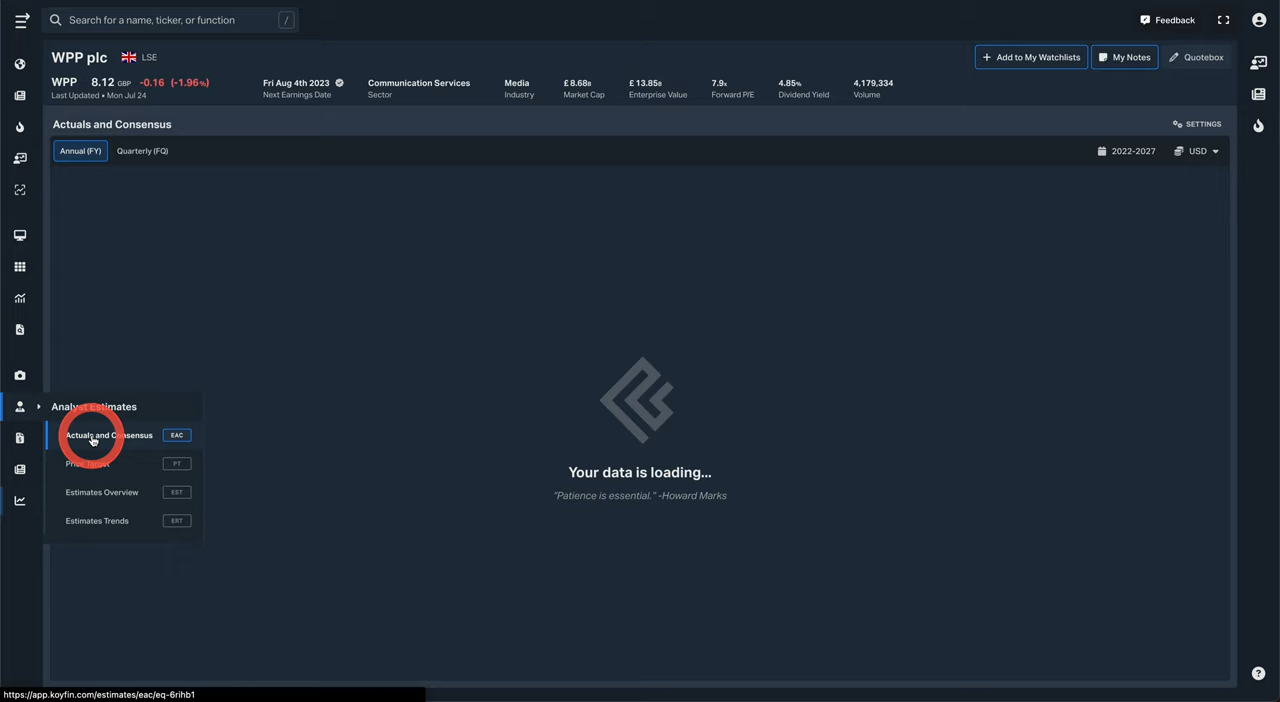 Search for a name, ticker, or function /
Feedback
WPP plc LSE
Add to My Watchlists
My Notes
Quotebox
WPP 8.12 GBP -0.16 (-1.96%)
Last Updated • Mon Jul 24
Fri Aug 4th 2023
Next Earnings Date
Communication Services
Sector
Media
Industry
£8.68B
Market Cap
£13.85B
Enterprise Value
7.9x
Forward P/E
4.85%
Dividend Yield
4,179,334
Volume
Actuals and Consensus
SETTINGS
Annual (FY)
Quarterly (FQ)
2022-2027
USD
Analyst Estimates
Actuals and Consensus EAC
Price Target PT
Estimates Overview EST
Estimates Trends ERT
Your data is loading...
"Patience is essential." -Howard Marks
https://app.koyfin.com/estimates/eac/eq-6rihb1